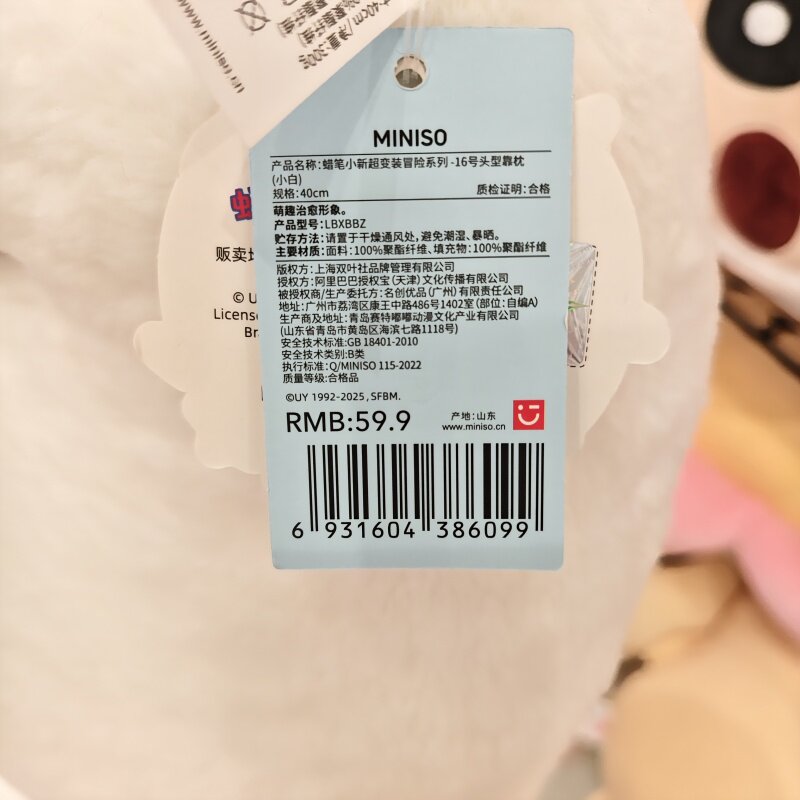 www.miniso.cn
MINISO
产品名称:蜡笔小新超变装冒险系列-16号头型靠枕
(小白)
规格:40cm 质检证明:合格
萌趣治愈形象。
产品型号:LBXBBZ
贮存方法:请置于干燥通风处,避免潮湿、暴晒。
主要材质:面料:100%聚酯纤维、填充物:100%聚酯纤维
版权方:上海双叶社品牌管理有限公司
授权方:阿里巴巴授权宝(天津)文化传播有限公司
被授权商/生产委托方:名创优品(广州)有限责任公司
地址:广州市荔湾区康王中路486号1402室(部位:自编A)
生产商及地址:青岛赛特嘟嘟动漫文化产业有限公司
(山东省青岛市黄岛区海滨七路1118号)
安全技术标准:GB 18401-2010
安全技术类别:B类
执行标准:Q/MINISO 115-2022
质量等级:合格品
©UY 1992-2025, SFBM.
RMB:59.9
产地:山东
www.miniso.cn
6 931604 386099
贩卖
© U
License
Br